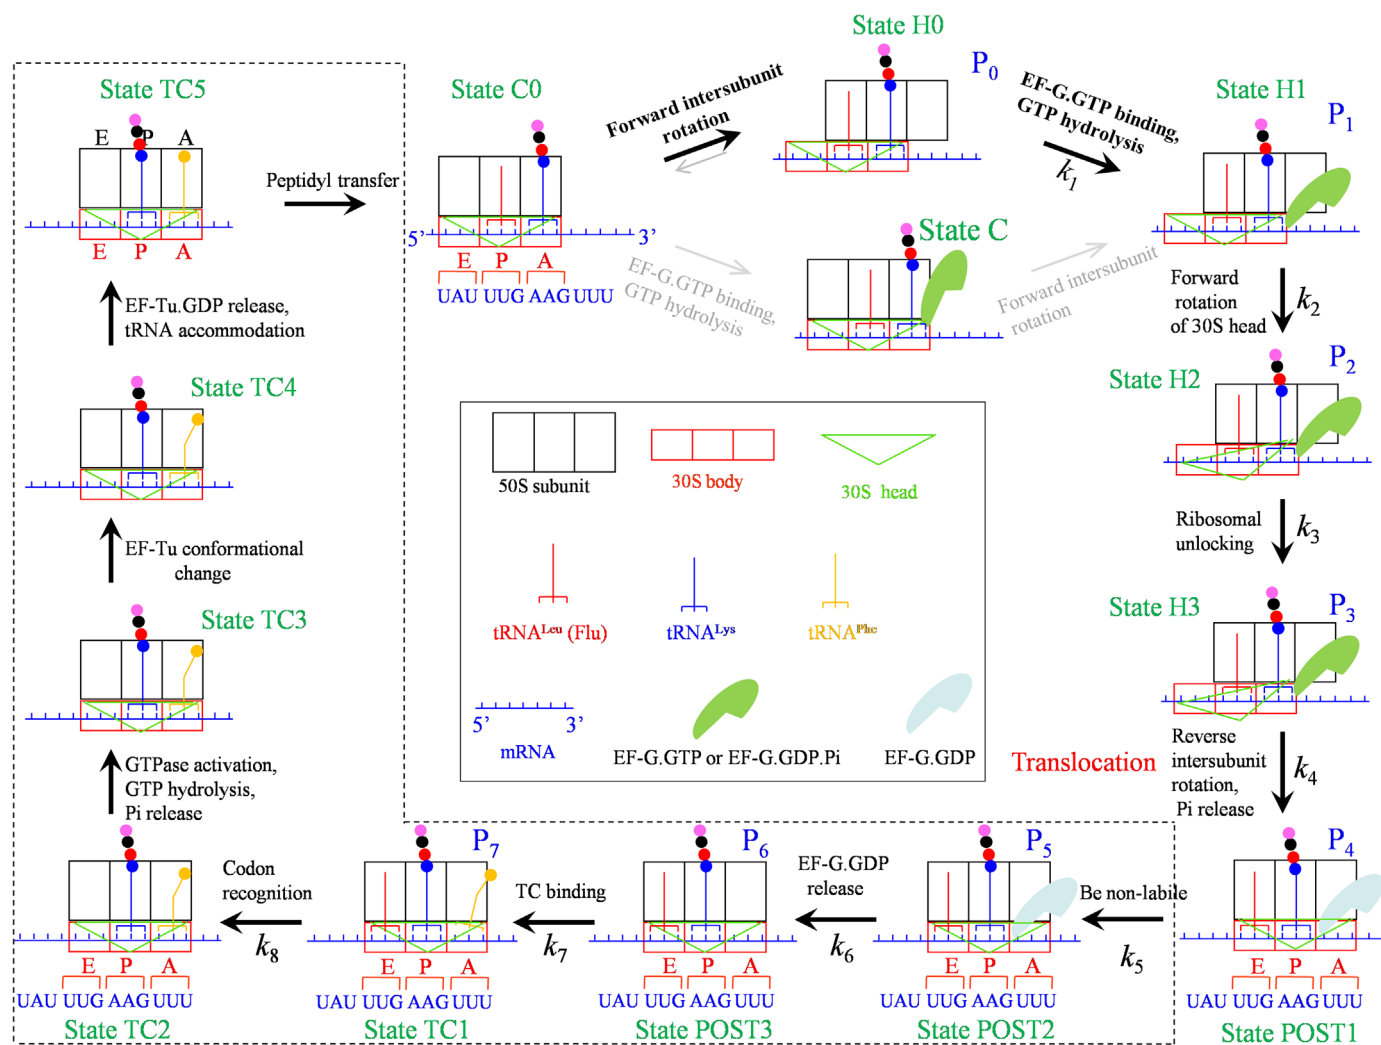 State H0
P0
State TC5
State C0
Forward intersubunit
rotation
EF-G.GTP binding,
GTP hydrolysis
k1
State H1
P1
E P A
E P A
Peptidyl transfer
5’
3’
E P A
UAU UUG AAG UUU
State C
EF-G.GTP binding,
GTP hydrolysis
Forward intersubunit
rotation
Forward
rotation
of 30S head
k2
EF-Tu.GDP release,
tRNA accommodation
State TC4
State H2
P2
50S subunit
30S body
30S head
Ribosomal
unlocking
k3
EF-Tu conformational
change
State TC3
State H3
P3
tRNALeu (Flu)
tRNALys
tRNAPhe
5’
3’
mRNA
EF-G.GTP or EF-G.GDP.Pi
EF-G.GDP
Translocation
Reverse
intersubunit
rotation,
Pi release
k4
GTPase activation,
GTP hydrolysis,
Pi release
Codon
recognition
k8
P7
TC binding
k7
P6
EF-G.GDP
release
k6
P5
Be non-labile
k5
P4
E P A
UAU UUG AAG UUU
State TC2
E P A
UAU UUG AAG UUU
State TC1
E P A
UAU UUG AAG UUU
State POST3
E P A
UAU UUG AAG UUU
State POST2
E P A
UAU UUG AAG UUU
State POST1